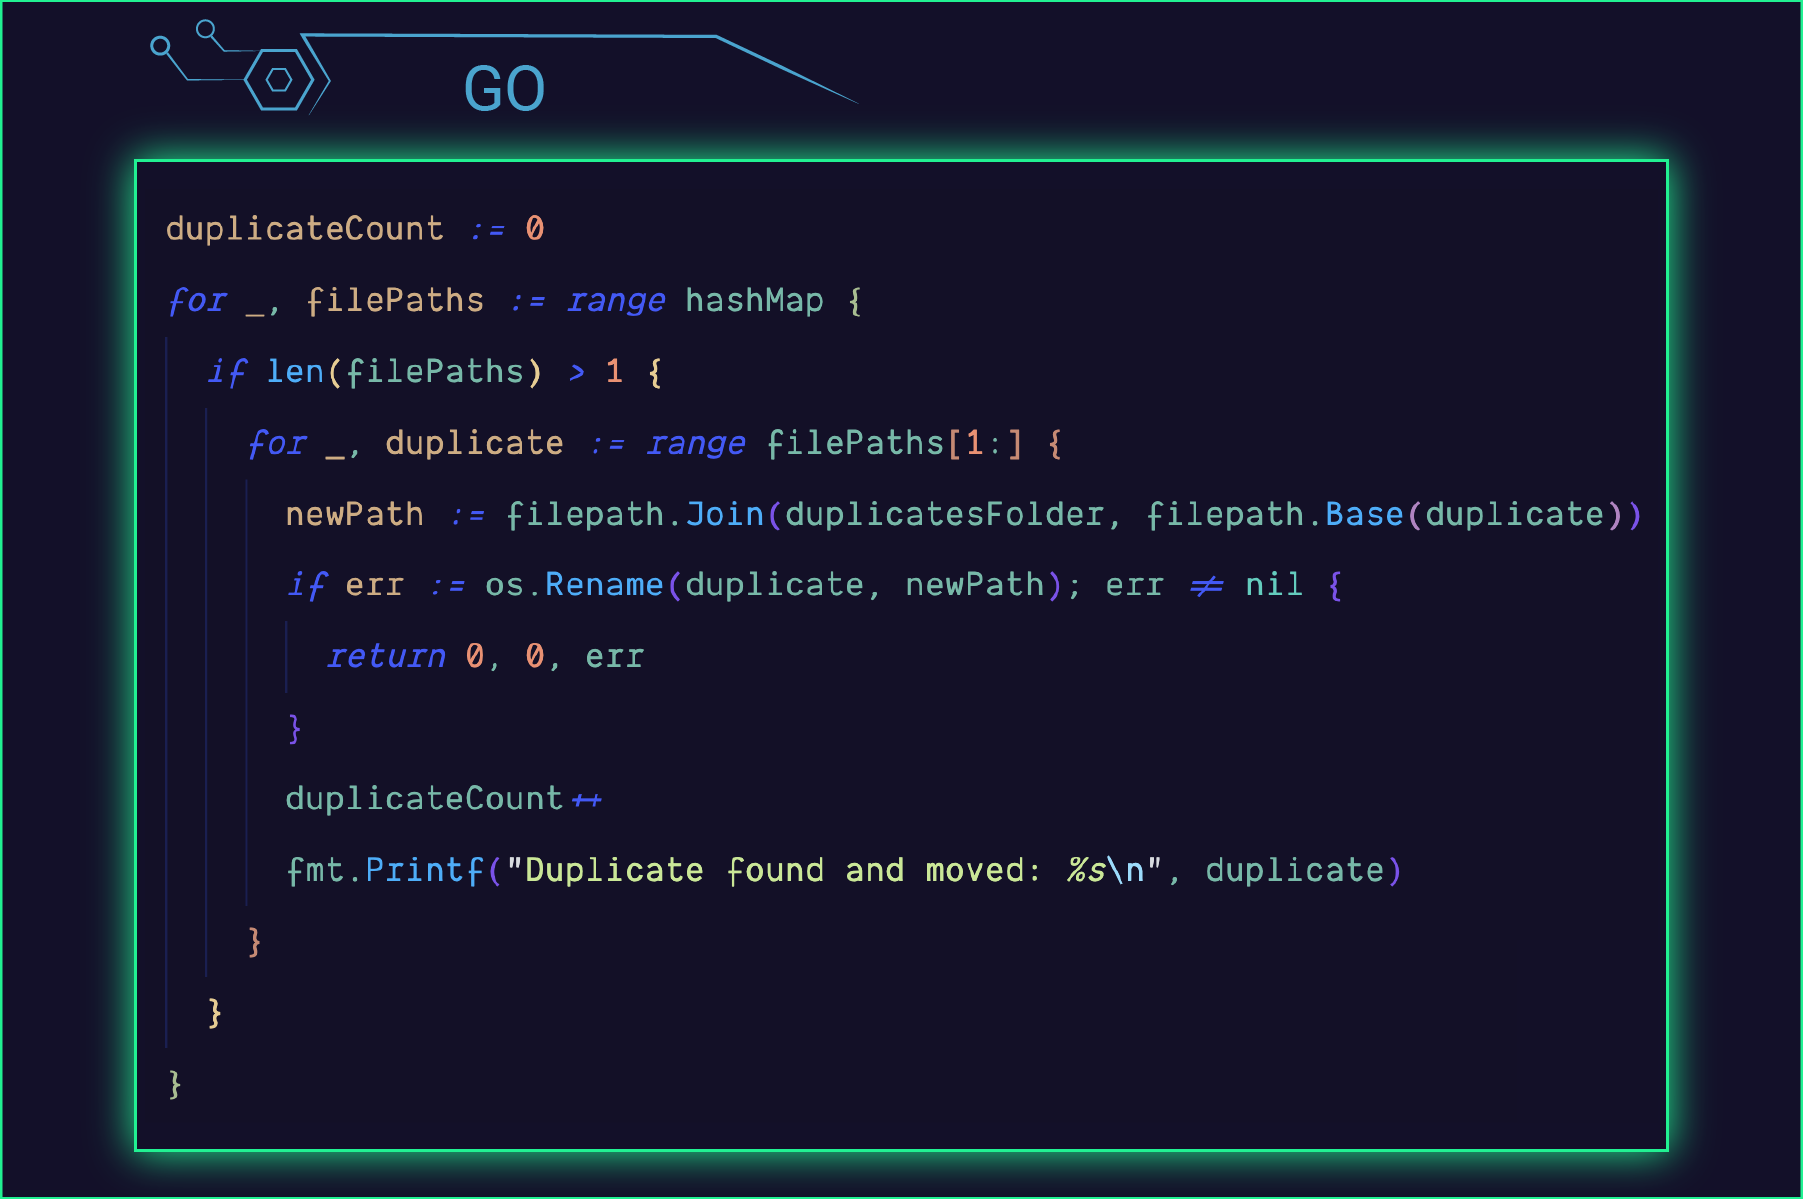 GO
duplicateCount := 0
for _, filePaths := range hashMap {
if len(filePaths) > 1 {
for _, duplicate := range filePaths[1:] {
newPath := filepath.Join(duplicatesFolder, filepath.Base(duplicate))
if err := os.Rename(duplicate, newPath); err != nil {
return 0, 0, err
}
duplicateCount++
fmt.Printf("Duplicate found and moved: %s\n", duplicate)
}
}
}